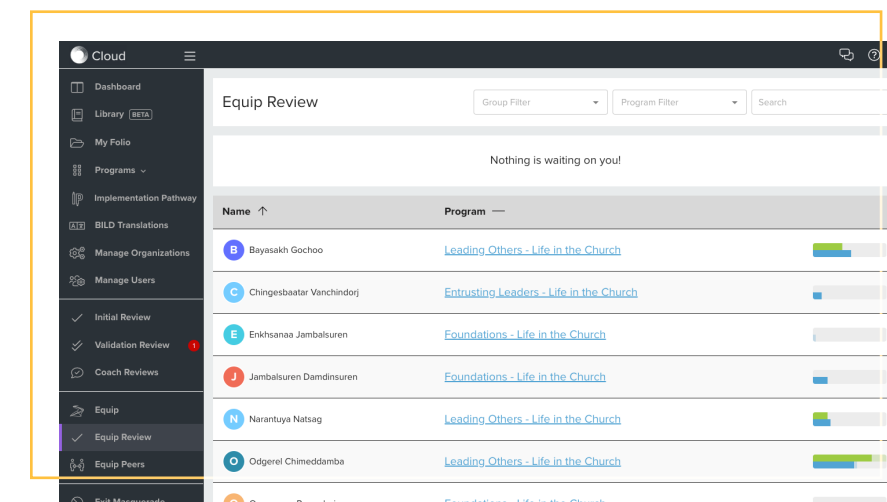 Cloud
Dashboard
Library BETA
My Folio
Programs
Implementation Pathway
BILD Translations
Manage Organizations
Manage Users
Initial Review
Validation Review 1
Coach Reviews
Equip
Equip Review
Equip Peers
Equip Review
Group Filter
Program Filter
Search
Nothing is waiting on you!
Name Program
B Bayasakh Gochoo Leading Others - Life in the Church
C Chingesbaatar Vanchindorj Entrusting Leaders - Life in the Church
E Enkhsanaa Jambalsuren Foundations - Life in the Church
J Jambalsuren Damdinsuren Foundations - Life in the Church
N Narantuya Natsag Leading Others - Life in the Church
O Odgerel Chimeddamba Leading Others - Life in the Church